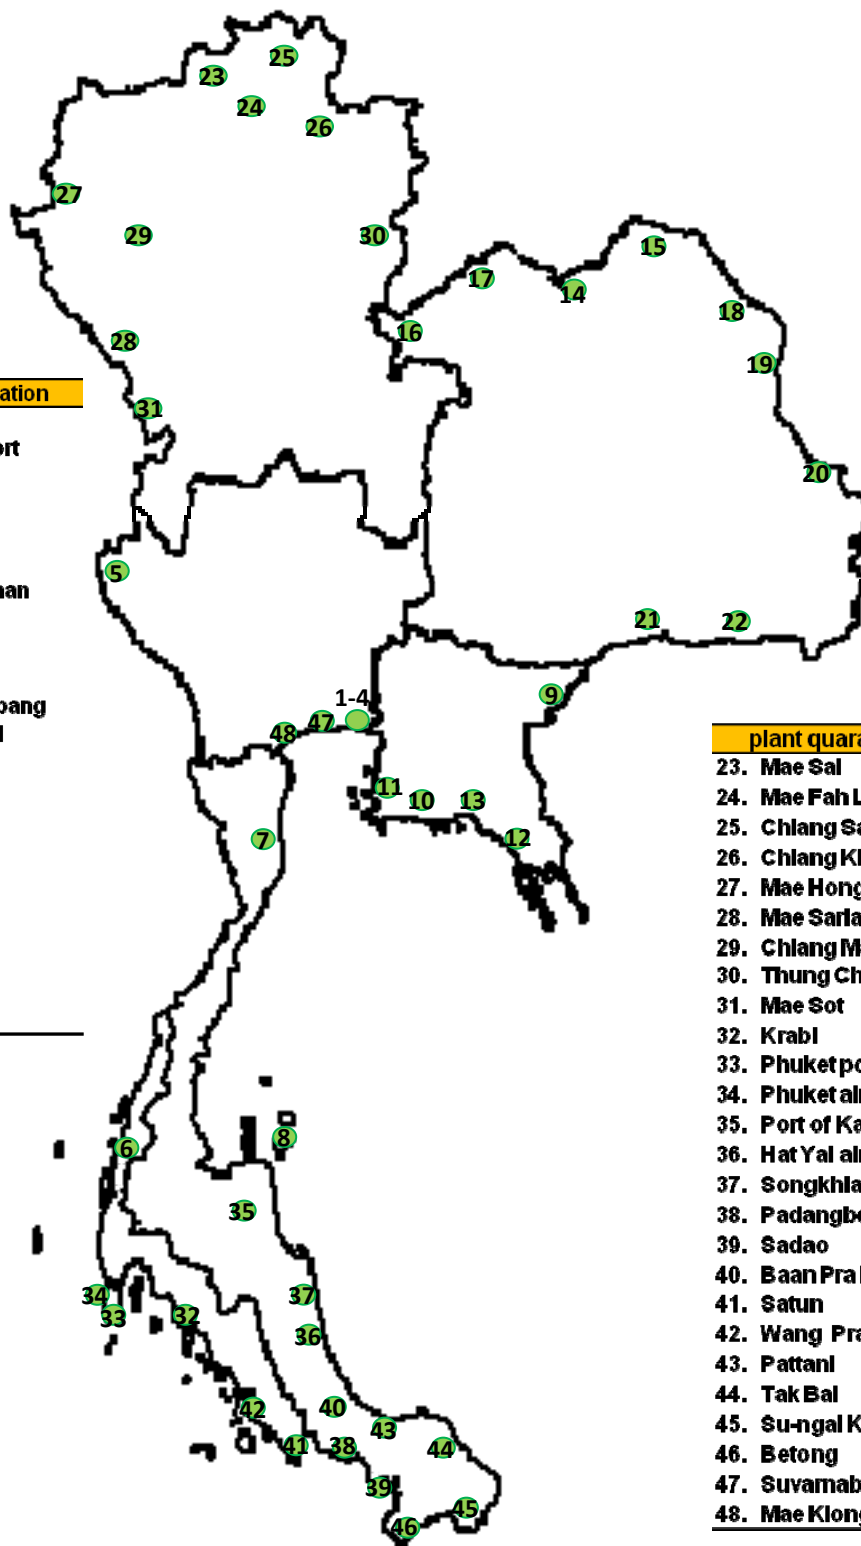 25
23
24
26
27
29
30
15
17
14
18
16
28
19
ation
31
ort
20
5
nan
21
22
9
1-4
pang
47
48
plant quara
11
10
13
23. Mae Sai
24. Mae Fah L
12
7
25. Chiang Sa
26. Chiang Kh
27. Mae Hong
28. Mae Saria
29. Chiang M
30. Thung Ch
31. Mae Sot
32. Krabi
33. Phuket po
34. Phuket air
35. Port of Ka
8
6
36. Hat Yai air
37. Songkhla
35
38. Padangbe
39. Sadao
40. Baan Pra
34
37
33
32
41. Satun
42. Wang Pra
36
43. Pattani
44. Tak Bai
42
40
43
45. Su-ngai K
41
38
44
46. Betong
39
47. Suvarnab
45
48. Mae Klong
46